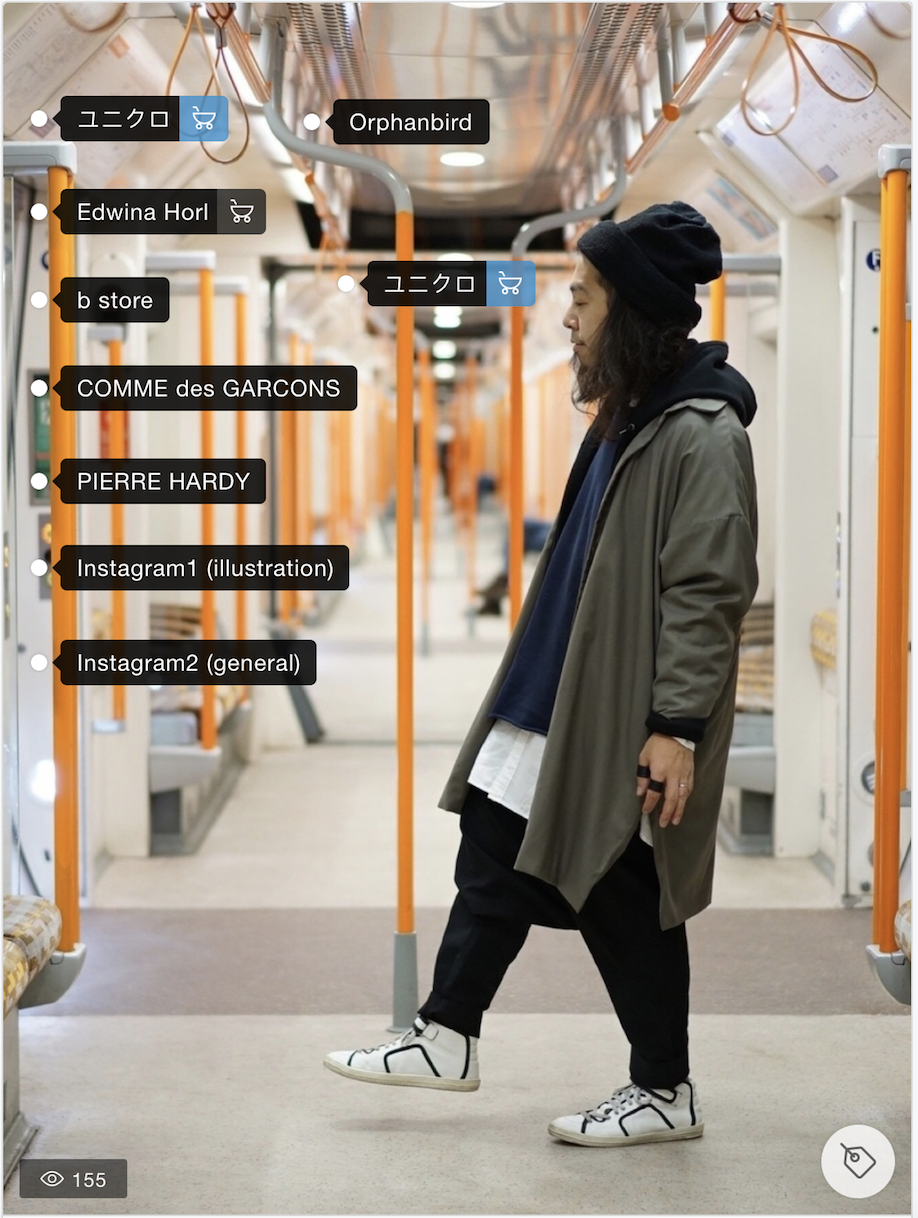 ユニクロ
Orphanbird
Edwina Horl
ユニクロ
b store
COMME des GARCONS
PIERRE HARDY
Instagram1 (illustration)
Instagram2 (general)
155